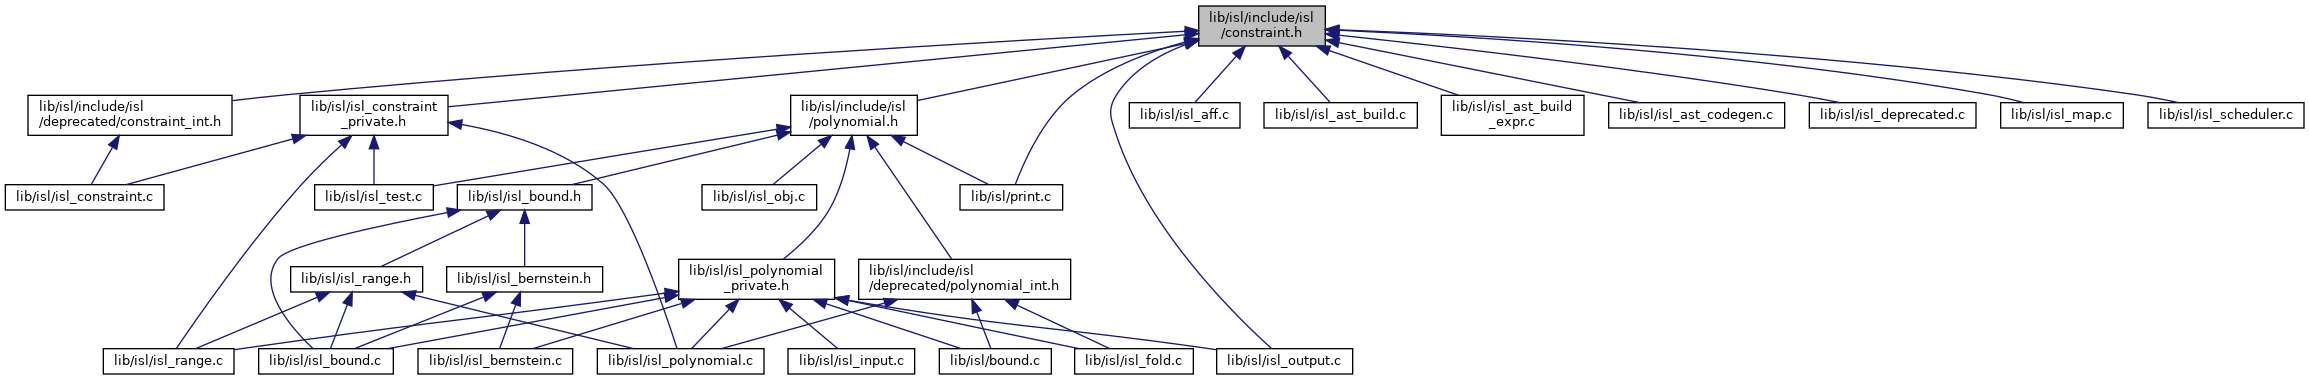 lib/isl/include/isl
/constraint.h
lib/isl/include/isl
/deprecated/constraint_int.h
lib/isl/isl_constraint
_private.h
lib/isl/include/isl
/polynomial.h
lib/isl/isl_aff.c
lib/isl/isl_ast_build.c
lib/isl/isl_ast_build
_expr.c
lib/isl/isl_ast_codegen.c
lib/isl/isl_deprecated.c
lib/isl/isl_map.c
lib/isl/isl_scheduler.c
lib/isl/isl_constraint.c
lib/isl/isl_test.c
lib/isl/isl_bound.h
lib/isl/isl_obj.c
lib/isl/print.c
lib/isl/isl_range.h
lib/isl/isl_bernstein.h
lib/isl/isl_polynomial
_private.h
lib/isl/include/isl
/deprecated/polynomial_int.h
lib/isl/isl_range.c
lib/isl/isl_bound.c
lib/isl/isl_bernstein.c
lib/isl/isl_polynomial.c
lib/isl/isl_input.c
lib/isl/bound.c
lib/isl/isl_fold.c
lib/isl/isl_output.c